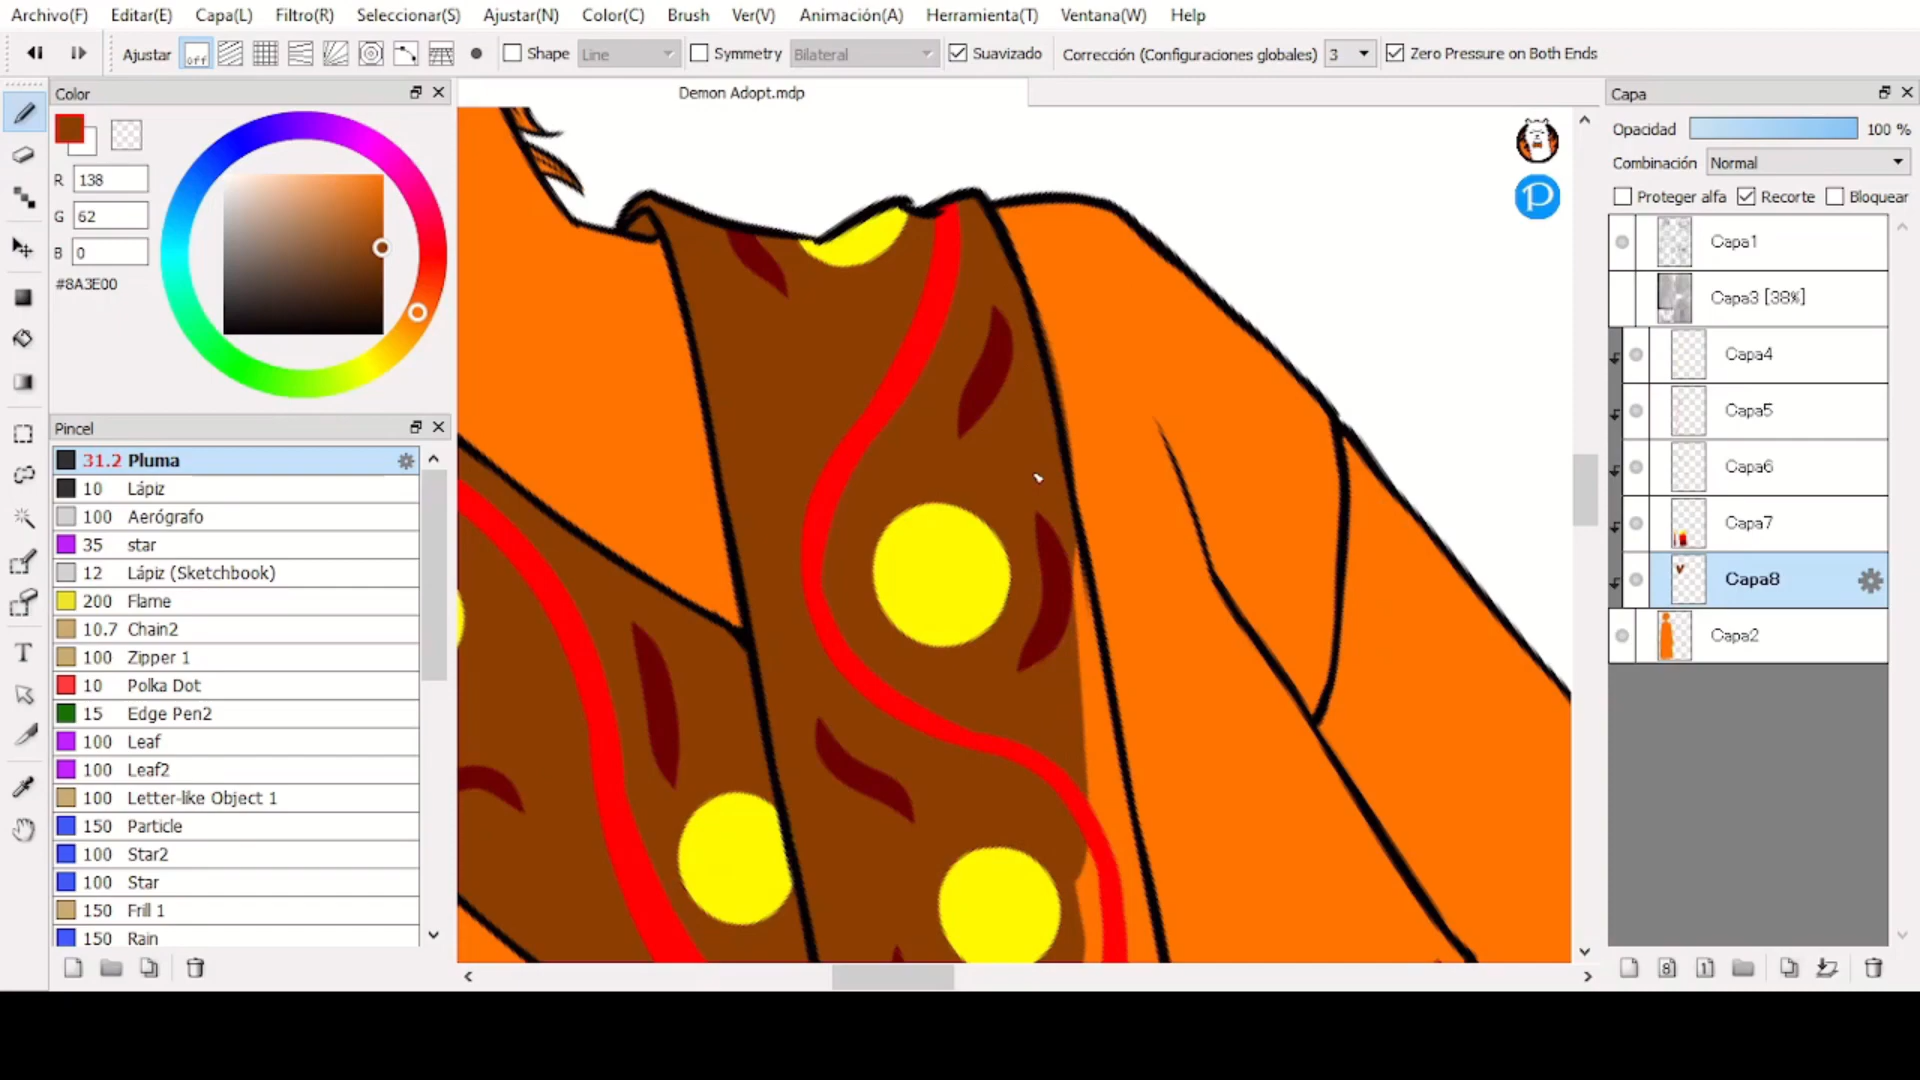 Archivo(F) Editar(E) Capa(L) Filtro(R) Seleccionar(S) Ajustar(N) Color(C) Brush Ver(V) Animación(A) Herramienta(T) Ventana(W) Help
Ajustar off Shape Line Symmetry Bilateral Suavizado Corrección (Configuraciones globales) 3 Zero Pressure on Both Ends
Color
Demon Adopt.mdp
Capa
R 138
G 62
B 0
#8A3E00
Opacidad 100 %
Combinación Normal
Proteger alfa Recorte Bloquear
Capa1
Capa3 [38%]
Capa4
Capa5
Capa6
Capa7
Capa8
Capa2
Pincel
31.2 Pluma
10 Lápiz
100 Aerógrafo
35 star
12 Lápiz (Sketchbook)
200 Flame
10.7 Chain2
100 Zipper 1
10 Polka Dot
15 Edge Pen2
100 Leaf
100 Leaf2
100 Letter-like Object 1
150 Particle
100 Star2
100 Star
150 Frill 1
150 Rain
T
P
8
1